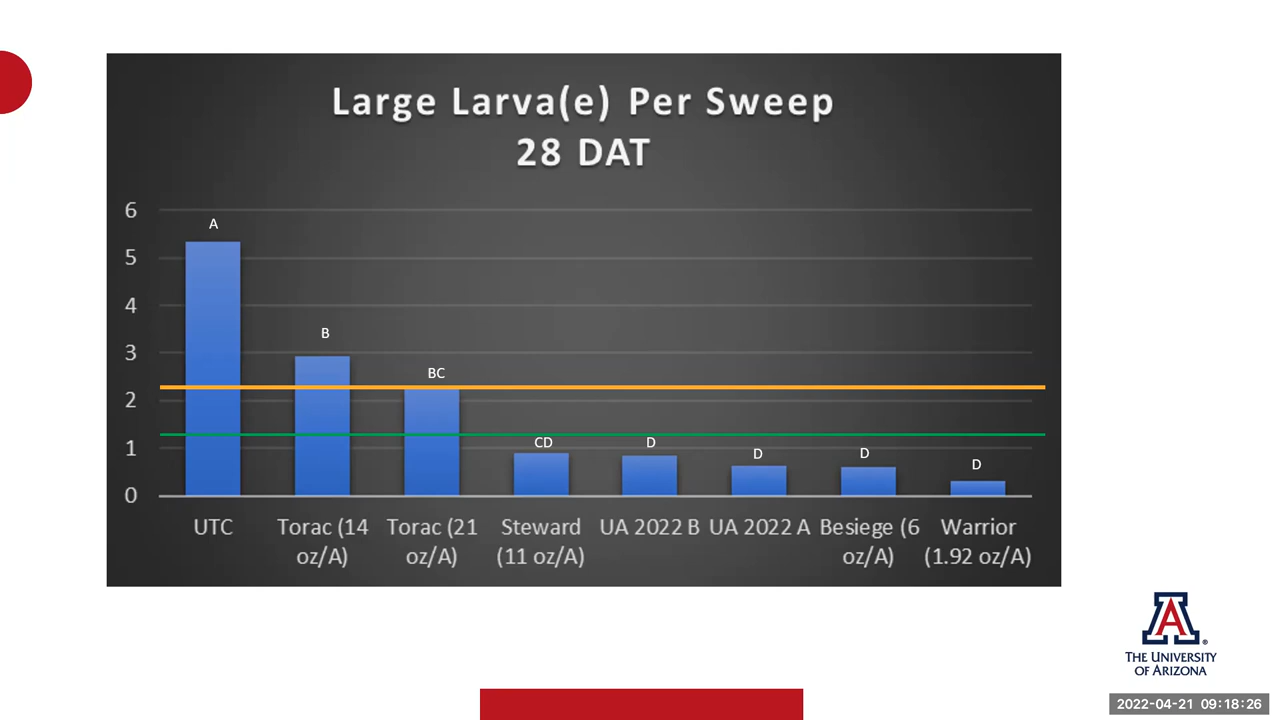 Large Larva(e) Per Sweep
28 DAT
6
5
4
3
2
1
0
A
B
BC
CD
D
D
D
D
UTC
Torac (14 oz/A)
Torac (21 oz/A)
Steward (11 oz/A)
UA 2022 B
UA 2022 A
Besiege (6 oz/A)
Warrior (1.92 oz/A)
A®
THE UNIVERSITY
OF ARIZONA
2022-04-21 09:18:26